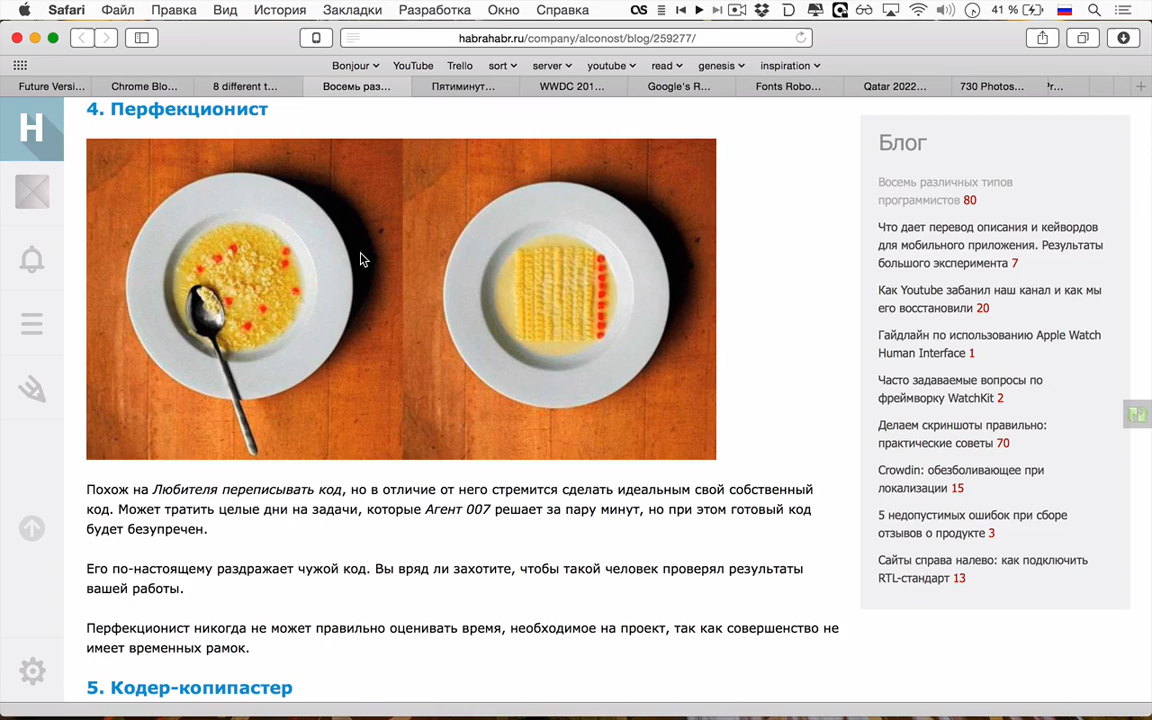 Safari Файл Правка Вид История Закладки Разработка Окно Справка 41 %
habrahabr.ru/company/alconost/blog/259277/
Bonjour YouTube Trello sort server youtube read genesis inspiration
Future Versi... Chrome Blo... 8 different t... Восемь раз... Пятиминут... WWDC 201... Google's R... Fonts Robo... Qatar 2022... 730 Photos...
4. Перфекционист
Похож на Любителя переписывать код, но в отличие от него стремится сделать идеальным свой собственный
код. Может тратить целые дни на задачи, которые Агент 007 решает за пару минут, но при этом готовый код
будет безупречен.
Его по-настоящему раздражает чужой код. Вы вряд ли захотите, чтобы такой человек проверял результаты
вашей работы.
Перфекционист никогда не может правильно оценивать время, необходимое на проект, так как совершенство не
имеет временных рамок.
5. Кодер-копипастер
H
Блог
Восемь различных типов
программистов 80
Что дает перевод описания и кейвордов
для мобильного приложения. Результаты
большого эксперимента 7
Как Youtube забанил наш канал и как мы
его восстановили 20
Гайдлайн по использованию Apple Watch
Human Interface 1
Часто задаваемые вопросы по
фреймворку WatchKit 2
Делаем скриншоты правильно:
практические советы 70
Crowdin: обезболивающее при
локализации 15
5 недопустимых ошибок при сборе
отзывов о продукте 3
Сайты справа налево: как подключить
RTL-стандарт 13